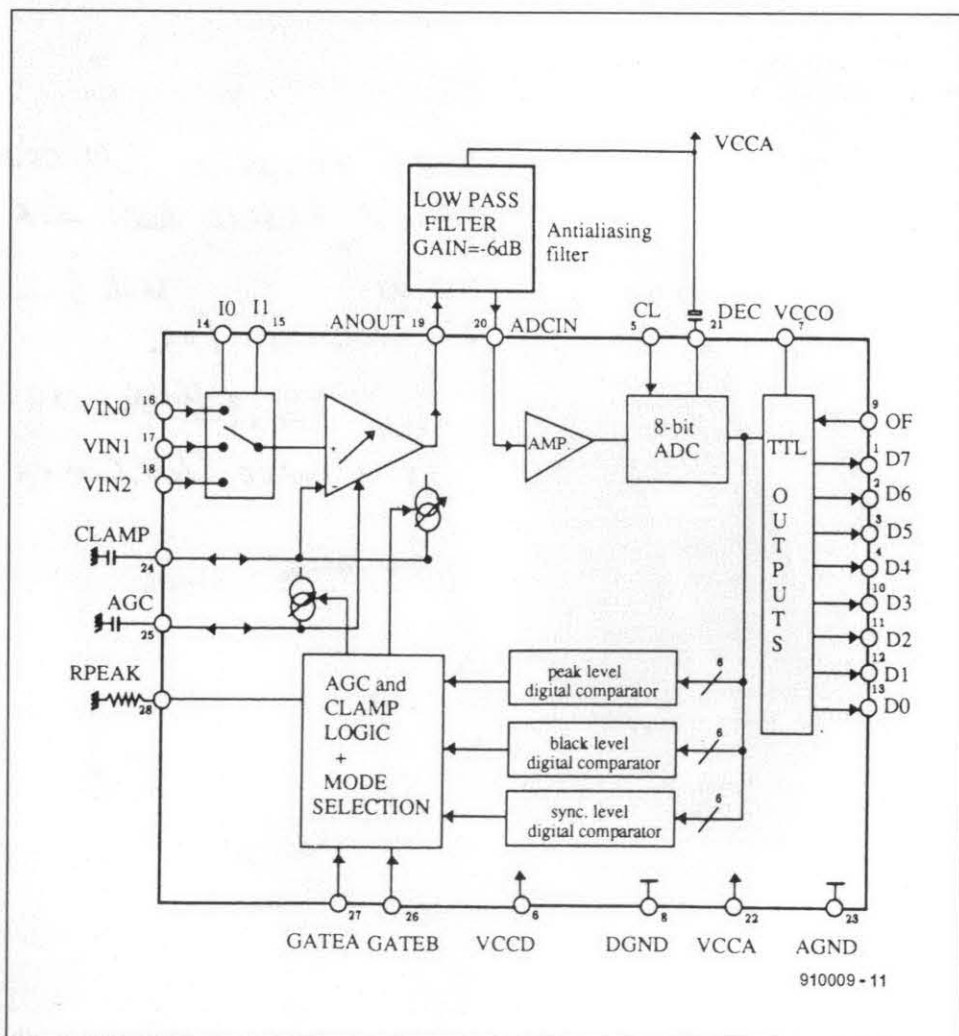 VCCA
LOW PASS
FILTER
GAIN=-6dB
Antialiasing
filter
I0 I1 ANOUT 19 20 ADCIN CL DEC VCCO
14 15 5 21 7
VIN0 16
VIN1 17
VIN2 18
+
−
AMP.
8-bit
ADC
TTL
OUTPUTS
9 OF
1 D7
2 D6
3 D5
4 D4
10 D3
11 D2
12 D1
13 D0
CLAMP
24
AGC
25
RPEAK
28
AGC and
CLAMP
LOGIC
+
MODE
SELECTION
peak level
digital comparator
6
black level
digital comparator
6
sync. level
digital comparator
6
27 26 6 8 22 23
GATEA GATEB VCCD DGND VCCA AGND
910009 - 11